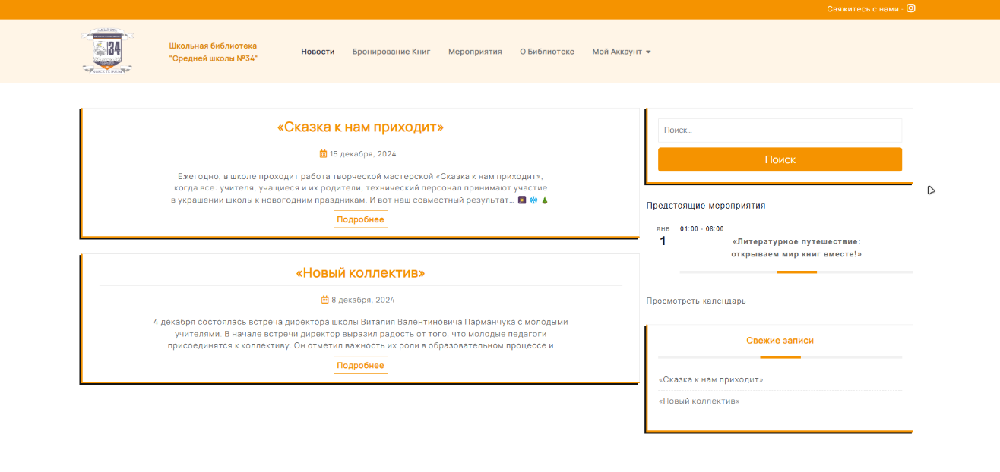 Свяжитесь с нами -
34
Школьная библиотека
"Средней школы №34"
Новости
Бронирование Книг
Мероприятия
О Библиотеке
Мой Аккаунт
«Сказка к нам приходит»
15 декабря, 2024
Ежегодно, в школе проходит работа творческой мастерской «Сказка к нам приходит»,
когда все: учителя, учащиеся и их родители, технический персонал принимают участие
в украшении школы к новогодним праздникам. И вот наш совместный результат… 🎆 ❄️ 🎄
Подробнее
«Новый коллектив»
8 декабря, 2024
4 декабря состоялась встреча директора школы Виталия Валентиновича Парманчука с молодыми
учителями. В начале встречи директор выразил радость от того, что молодые педагоги
присоединятся к коллективу. Он отметил важность их роли в образовательном процессе и
Подробнее
Поиск…
Поиск
Предстоящие мероприятия
ЯНВ
1
01:00 - 08:00
«Литературное путешествие:
открываем мир книг вместе!»
Просмотреть календарь
Свежие записи
«Сказка к нам приходит»
«Новый коллектив»